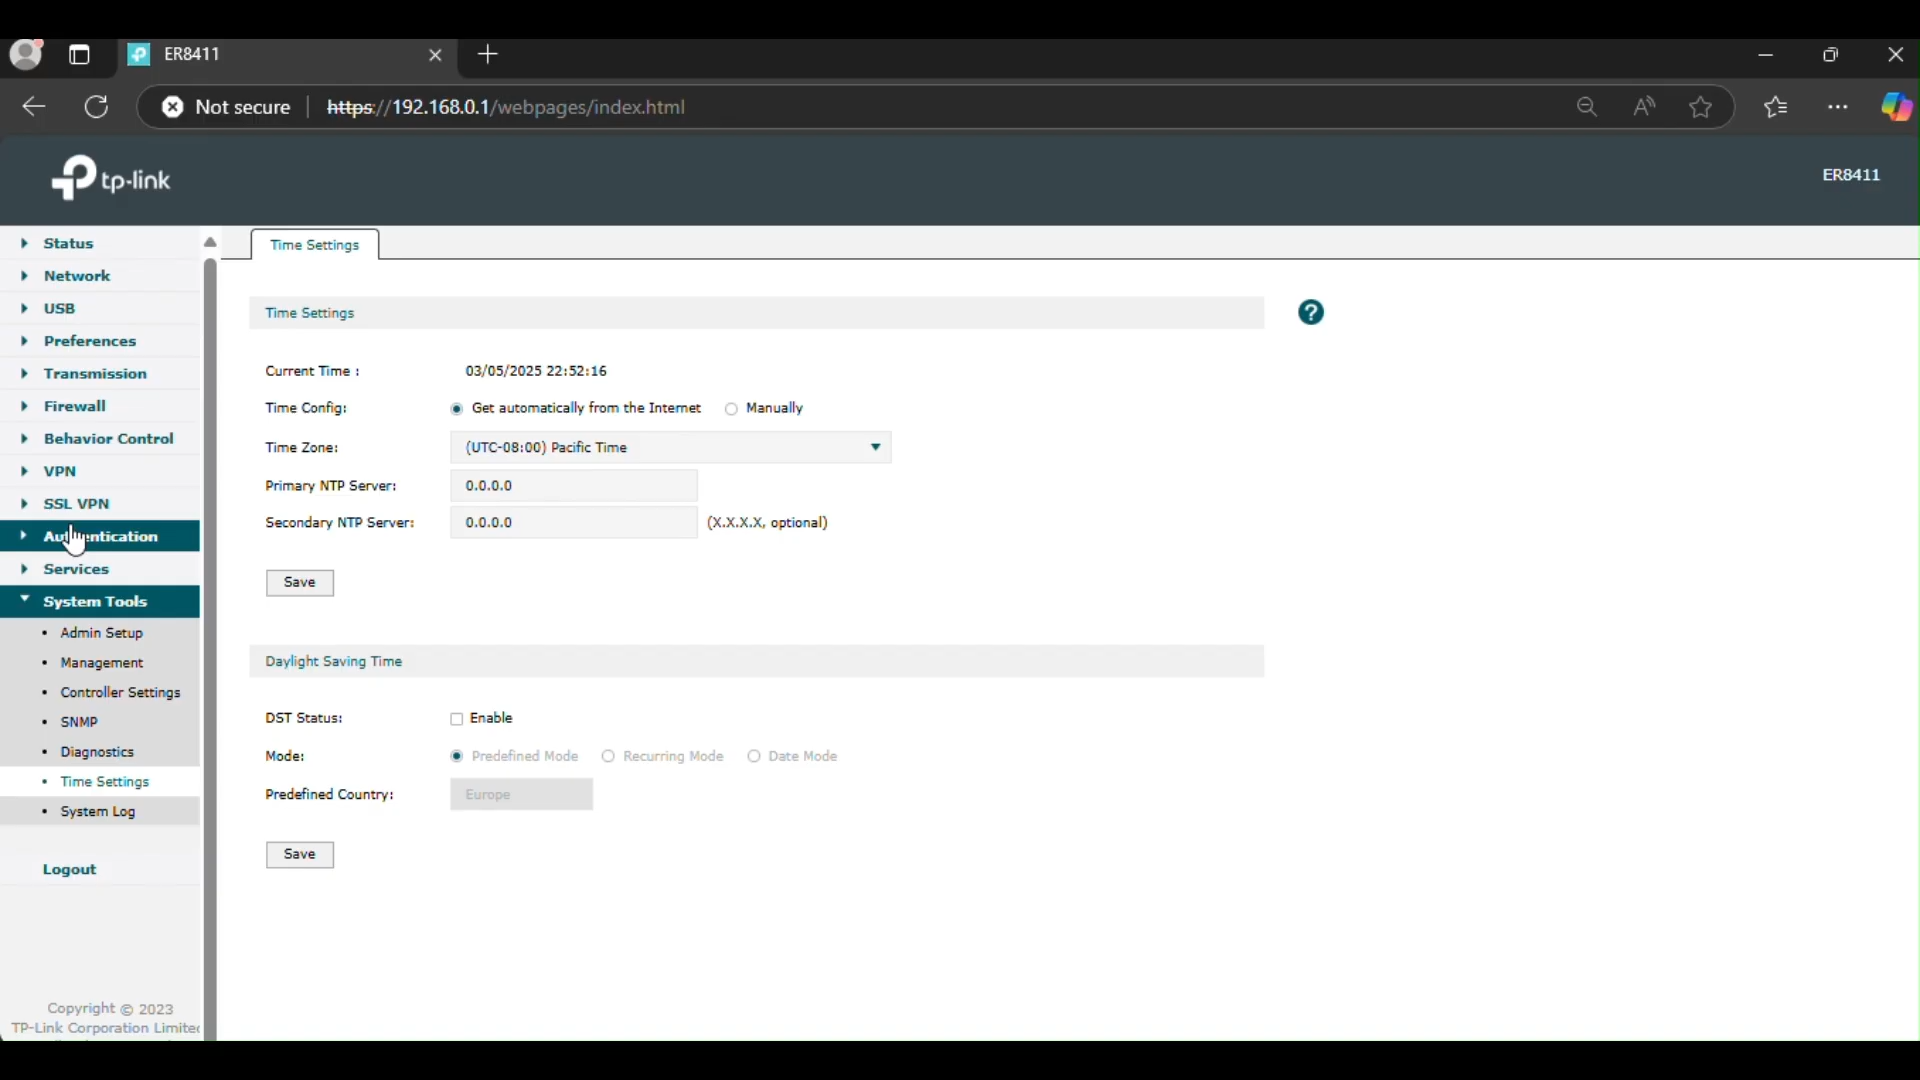 ER8411
Not secure
https://192.168.0.1/webpages/index.html
tp-link
ER8411
Status
Network
USB
Preferences
Transmission
Firewall
Behavior Control
VPN
SSL VPN
Authentication
Services
System Tools
Admin Setup
Management
Controller Settings
SNMP
Diagnostics
Time Settings
System Log
Logout
Copyright © 2023
TP-Link Corporation Limited
Time Settings
Time Settings
?
Current Time : 03/05/2025 22:52:16
Time Config: Get automatically from the Internet Manually
Time Zone: (UTC-08:00) Pacific Time
Primary NTP Server: 0.0.0.0
Secondary NTP Server: 0.0.0.0 (X.X.X.X, optional)
Save
Daylight Saving Time
DST Status: Enable
Mode: Predefined Mode Recurring Mode Date Mode
Predefined Country: Europe
Save